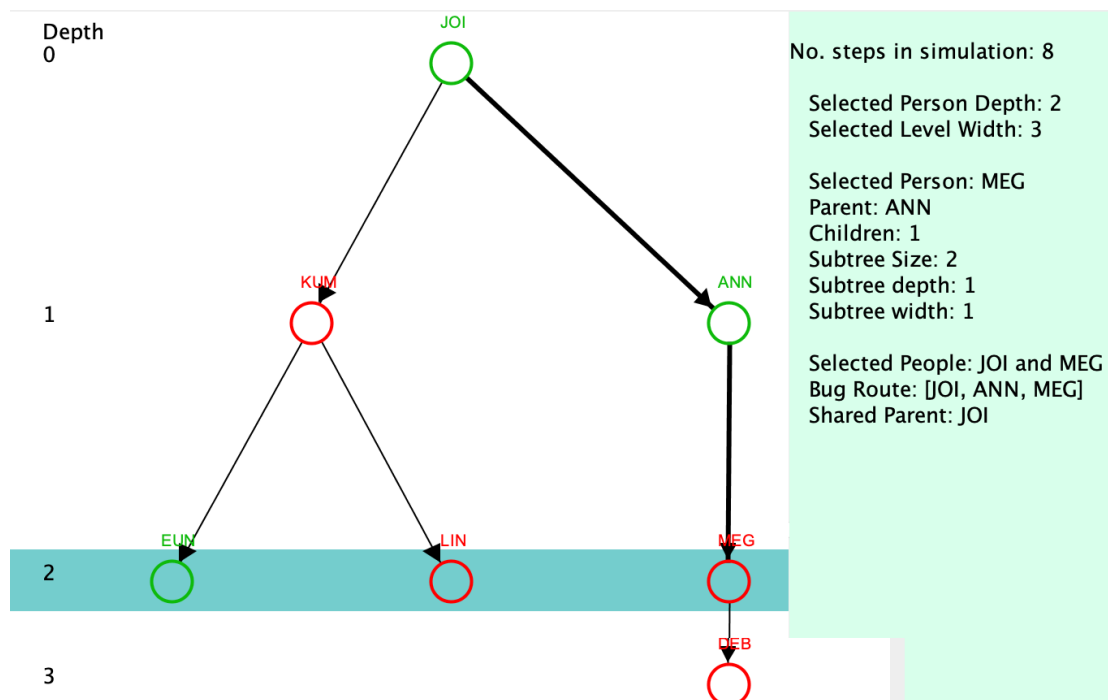 Depth
0
JOI
KUM
ANN
1
EUN
LIN
MEG
2
DEB
3
No. steps in simulation: 8
Selected Person Depth: 2
Selected Level Width: 3
Selected Person: MEG
Parent: ANN
Children: 1
Subtree Size: 2
Subtree depth: 1
Subtree width: 1
Selected People: JOI and MEG
Bug Route: [JOI, ANN, MEG]
Shared Parent: JOI